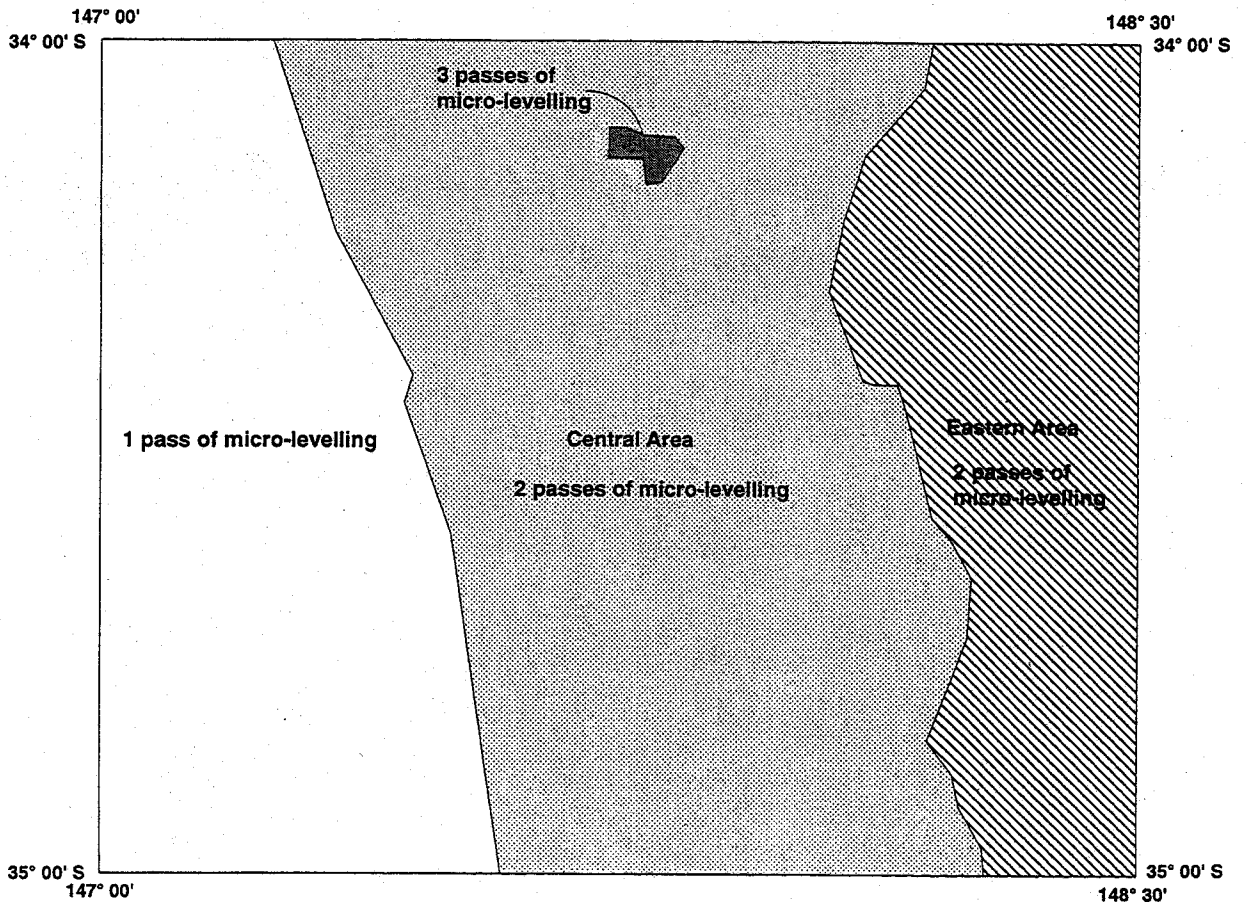 147° 00'
148° 30'
34° 00' S
34° 00' S
3 passes of
micro-levelling
1 pass of micro-levelling
Central Area
2 passes of micro-levelling
Eastern Area
2 passes of
micro-levelling
35° 00' S
35° 00' S
147° 00'
148° 30'